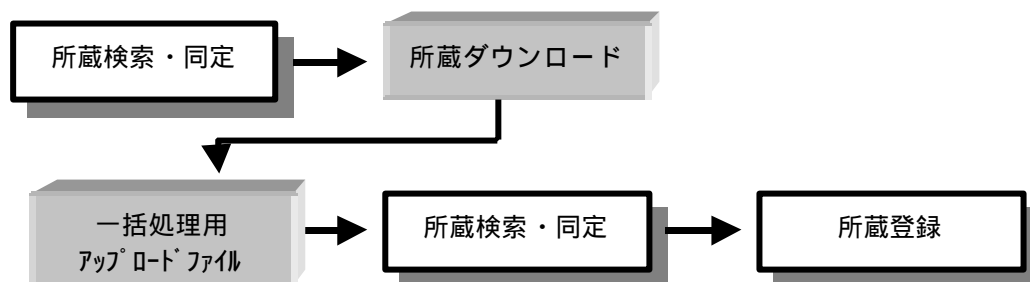 所蔵検索・同定
所蔵ダウンロード
一括処理用
ｱｯﾌﾟﾛｰﾄﾞﾌｧｲﾙ
所蔵検索・同定
所蔵登録